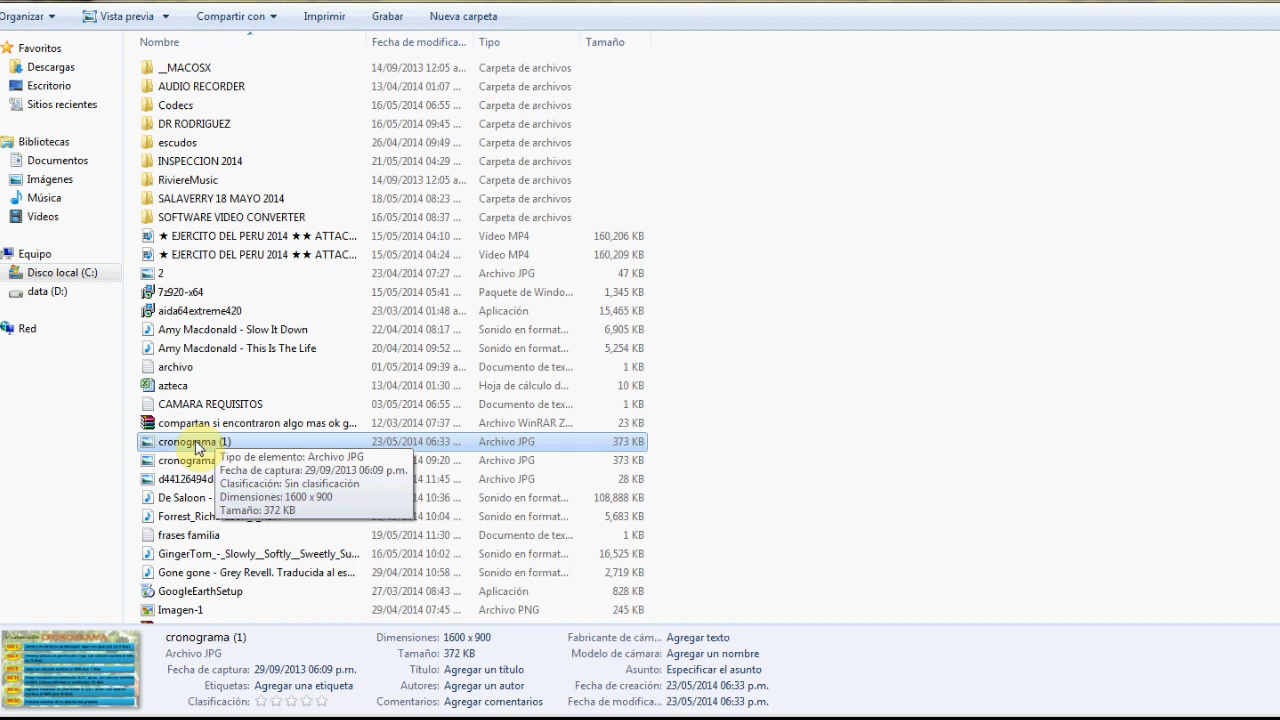 Organizar Vista previa Compartir con Imprimir Grabar Nueva carpeta
Favoritos
Descargas
Escritorio
Sitios recientes
Bibliotecas
Documentos
Imágenes
Música
Vídeos
Equipo
Disco local (C:)
data (D:)
Red
Nombre Fecha de modifica... Tipo Tamaño
__MACOSX 14/09/2013 12:05 a... Carpeta de archivos
AUDIO RECORDER 13/04/2014 01:07 ... Carpeta de archivos
Codecs 16/05/2014 06:55 ... Carpeta de archivos
DR RODRIGUEZ 16/05/2014 09:45 ... Carpeta de archivos
escudos 26/04/2014 09:49 ... Carpeta de archivos
INSPECCION 2014 21/05/2014 04:29 ... Carpeta de archivos
RiviereMusic 14/09/2013 12:05 a... Carpeta de archivos
SALAVERRY 18 MAYO 2014 18/05/2014 08:23 ... Carpeta de archivos
SOFTWARE VIDEO CONVERTER 16/05/2014 08:37 ... Carpeta de archivos
★ EJERCITO DEL PERU 2014 ★★ ATTAC... 15/05/2014 04:10 ... Vídeo MP4 160,206 KB
★ EJERCITO DEL PERU 2014 ★★ ATTAC... 15/05/2014 04:24 ... Vídeo MP4 160,209 KB
2 23/04/2014 07:27 ... Archivo JPG 47 KB
7z920-x64 15/05/2014 05:41 ... Paquete de Windo... 1,345 KB
aida64extreme420 23/03/2014 01:48 a... Aplicación 15,465 KB
Amy Macdonald - Slow It Down 22/04/2014 08:17 ... Sonido en format... 6,905 KB
Amy Macdonald - This Is The Life 20/04/2014 09:52 ... Sonido en format... 5,254 KB
archivo 01/05/2014 09:39 a... Documento de tex... 1 KB
azteca 13/04/2014 01:30 ... Hoja de cálculo d... 10 KB
CAMARA REQUISITOS 03/05/2014 06:55 ... Documento de tex... 1 KB
compartan si encontraron algo mas ok g... 12/03/2014 07:37 ... Archivo WinRAR Z... 23 KB
cronograma (1) 23/05/2014 06:33 ... Archivo JPG 373 KB
cronograma 09:20 ... Archivo JPG 373 KB
d44126494d 11:35 ... Archivo JPG 28 KB
De Saloon - 10:36 ... Sonido en format... 108,888 KB
10:04 ... Sonido en format... 5,683 KB
frases familia 19/05/2014 11:30 ... Documento de tex... 1 KB
GingerTom_-_Slowly__Softly__Sweetly_Su... 16/05/2014 10:02 ... Sonido en format... 16,525 KB
Gone gone - Grey Revell. Traducida al es... 29/04/2014 10:58 ... Sonido en format... 2,719 KB
GoogleEarthSetup 27/03/2014 08:43 ... Aplicación 828 KB
Imagen-1 29/04/2014 07:45 ... Archivo PNG 245 KB
Tipo de elemento: Archivo JPG
Fecha de captura: 29/09/2013 06:09 p.m.
Clasificación: Sin clasificación
Dimensiones: 1600 x 900
Tamaño: 372 KB
CRONOGRAMA
cronograma (1) Dimensiones: 1600 x 900 Fabricante de cám... Agregar texto
Archivo JPG Tamaño: 372 KB Modelo de cámara: Agregar un nombre
Fecha de captura: 29/09/2013 06:09 p.m. Título: Asunto: Especificar el asunto
Etiquetas: Agregar una etiqueta Autores: Fecha de creación: 23/05/2014 06:33 p.m.
Clasificación: Comentarios: Agregar comentarios Fecha de modifica... 23/05/2014 06:33 p.m.